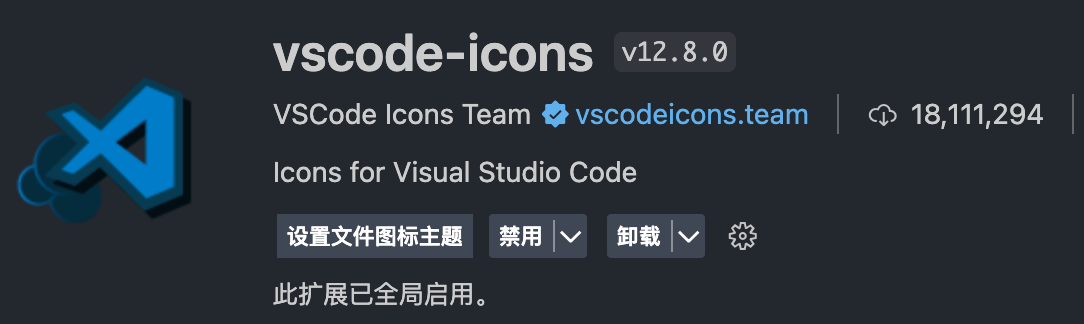 vscode-icons v12.8.0
VSCode Icons Team vscodeicons.team 18,111,294
Icons for Visual Studio Code
设置文件图标主题 禁用 卸载
此扩展已全局启用。